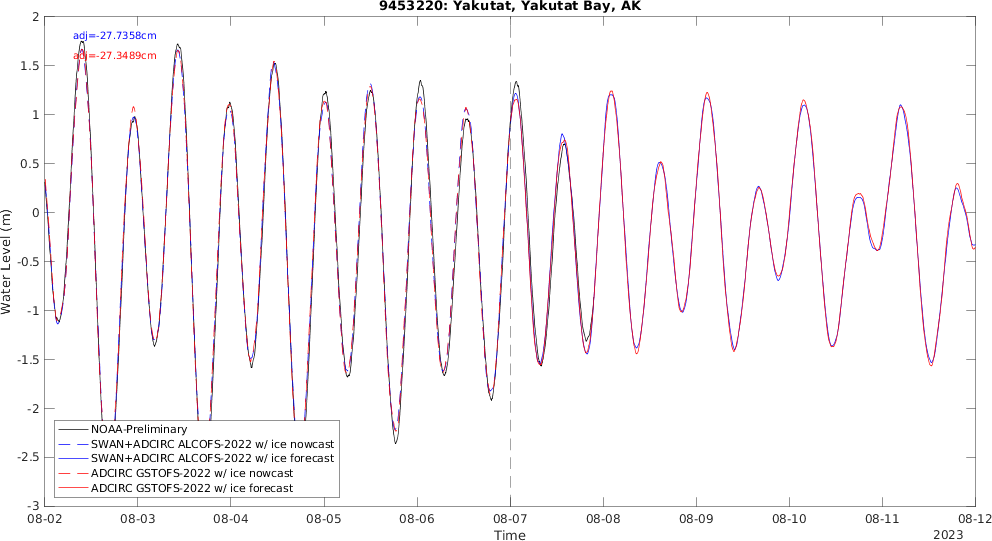 9453220: Yakutat, Yakutat Bay, AK
adj=-27.7358cm
adj=-27.3489cm
Water Level (m)
2
1.5
1
0.5
0
-0.5
-1
-1.5
-2
-2.5
-3
NOAA-Preliminary
SWAN+ADCIRC ALCOFS-2022 w/ ice nowcast
SWAN+ADCIRC ALCOFS-2022 w/ ice forecast
ADCIRC GSTOFS-2022 w/ ice nowcast
ADCIRC GSTOFS-2022 w/ ice forecast
08-02 08-03 08-04 08-05 08-06 08-07 08-08 08-09 08-10 08-11 08-12
Time
2023